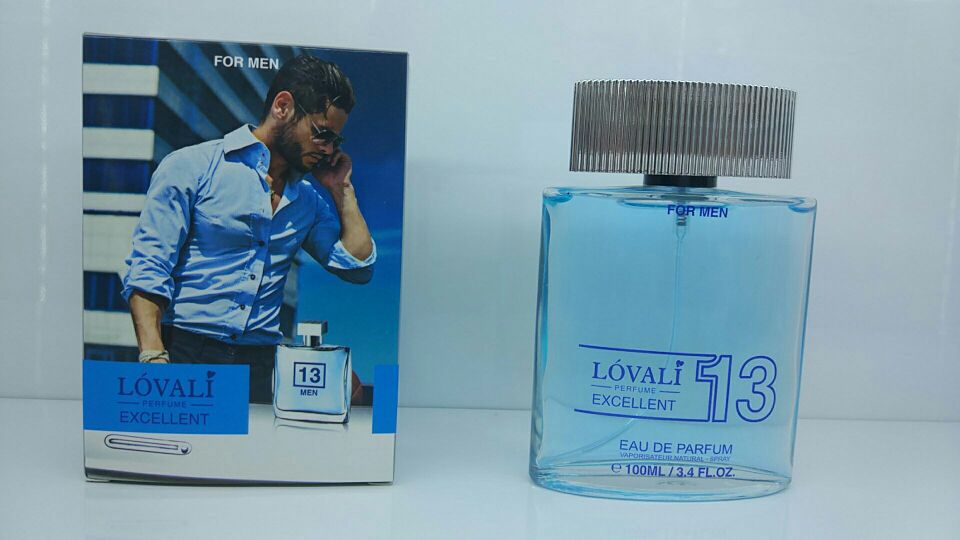 FOR MEN
13
MEN
LÓVALI
PERFUME
EXCELLENT
FOR MEN
LÓVALI
PERFUME
EXCELLENT
13
EAU DE PARFUM
VAPORISATEUR NATURAL - SPRAY
℮ 100ML / 3.4 FL.OZ.